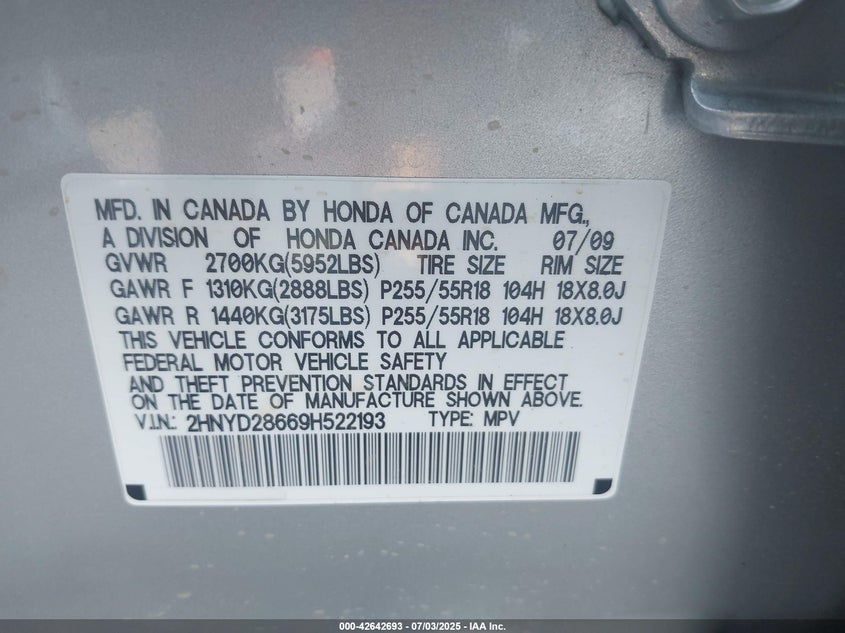 MFD. IN CANADA BY HONDA OF CANADA MFG.,
A DIVISION OF HONDA CANADA INC. 07/09
GVWR 2700KG(5952LBS) TIRE SIZE RIM SIZE
GAWR F 1310KG(2888LBS) P255/55R18 104H 18X8.0J
GAWR R 1440KG(3175LBS) P255/55R18 104H 18X8.0J
THIS VEHICLE CONFORMS TO ALL APPLICABLE
FEDERAL MOTOR VEHICLE SAFETY
AND THEFT PREVENTION STANDARDS IN EFFECT
ON THE DATE OF MANUFACTURE SHOWN ABOVE.
V.I.N.: 2HNYD28669H522193 TYPE: MPV
000-42642693 - 07/03/2025 - IAA Inc.